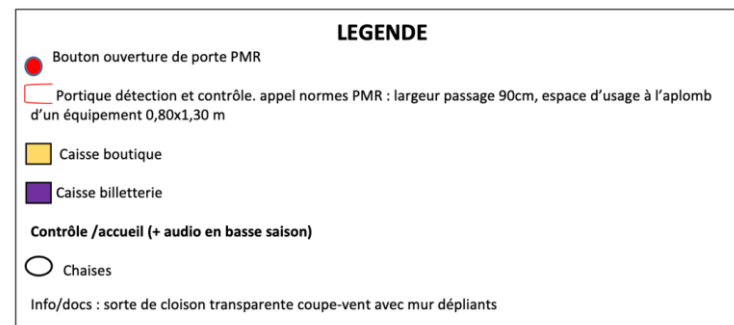 LEGENDE
Bouton ouverture de porte PMR
Portique détection et contrôle. appel normes PMR : largeur passage 90cm, espace d'usage à l'aplomb
d'un équipement 0,80x1,30 m
Caisse boutique
Caisse billetterie
Contrôle /accueil (+ audio en basse saison)
Chaises
Info/docs : sorte de cloison transparente coupe-vent avec mur dépliants